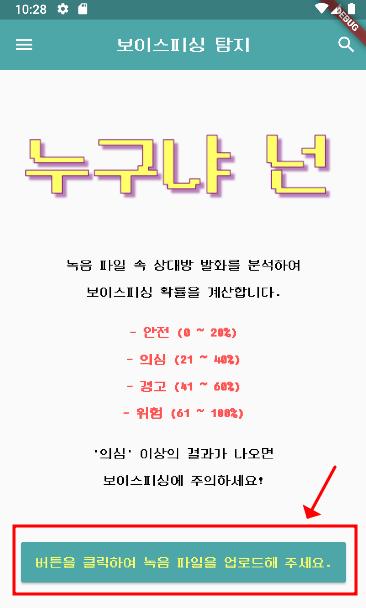 10:28
DEBUG
보이스피싱 탐지
누구냐 넌
녹음 파일 속 상대방 발화를 분석하여
보이스피싱 확률을 계산합니다.
- 안전 (0 ~ 20%)
- 의심 (21 ~ 40%)
- 경고 (41 ~ 60%)
- 위험 (61 ~ 100%)
'의심' 이상의 결과가 나오면
보이스피싱에 주의하세요!
버튼을 클릭하여 녹음 파일을 업로드해 주세요.